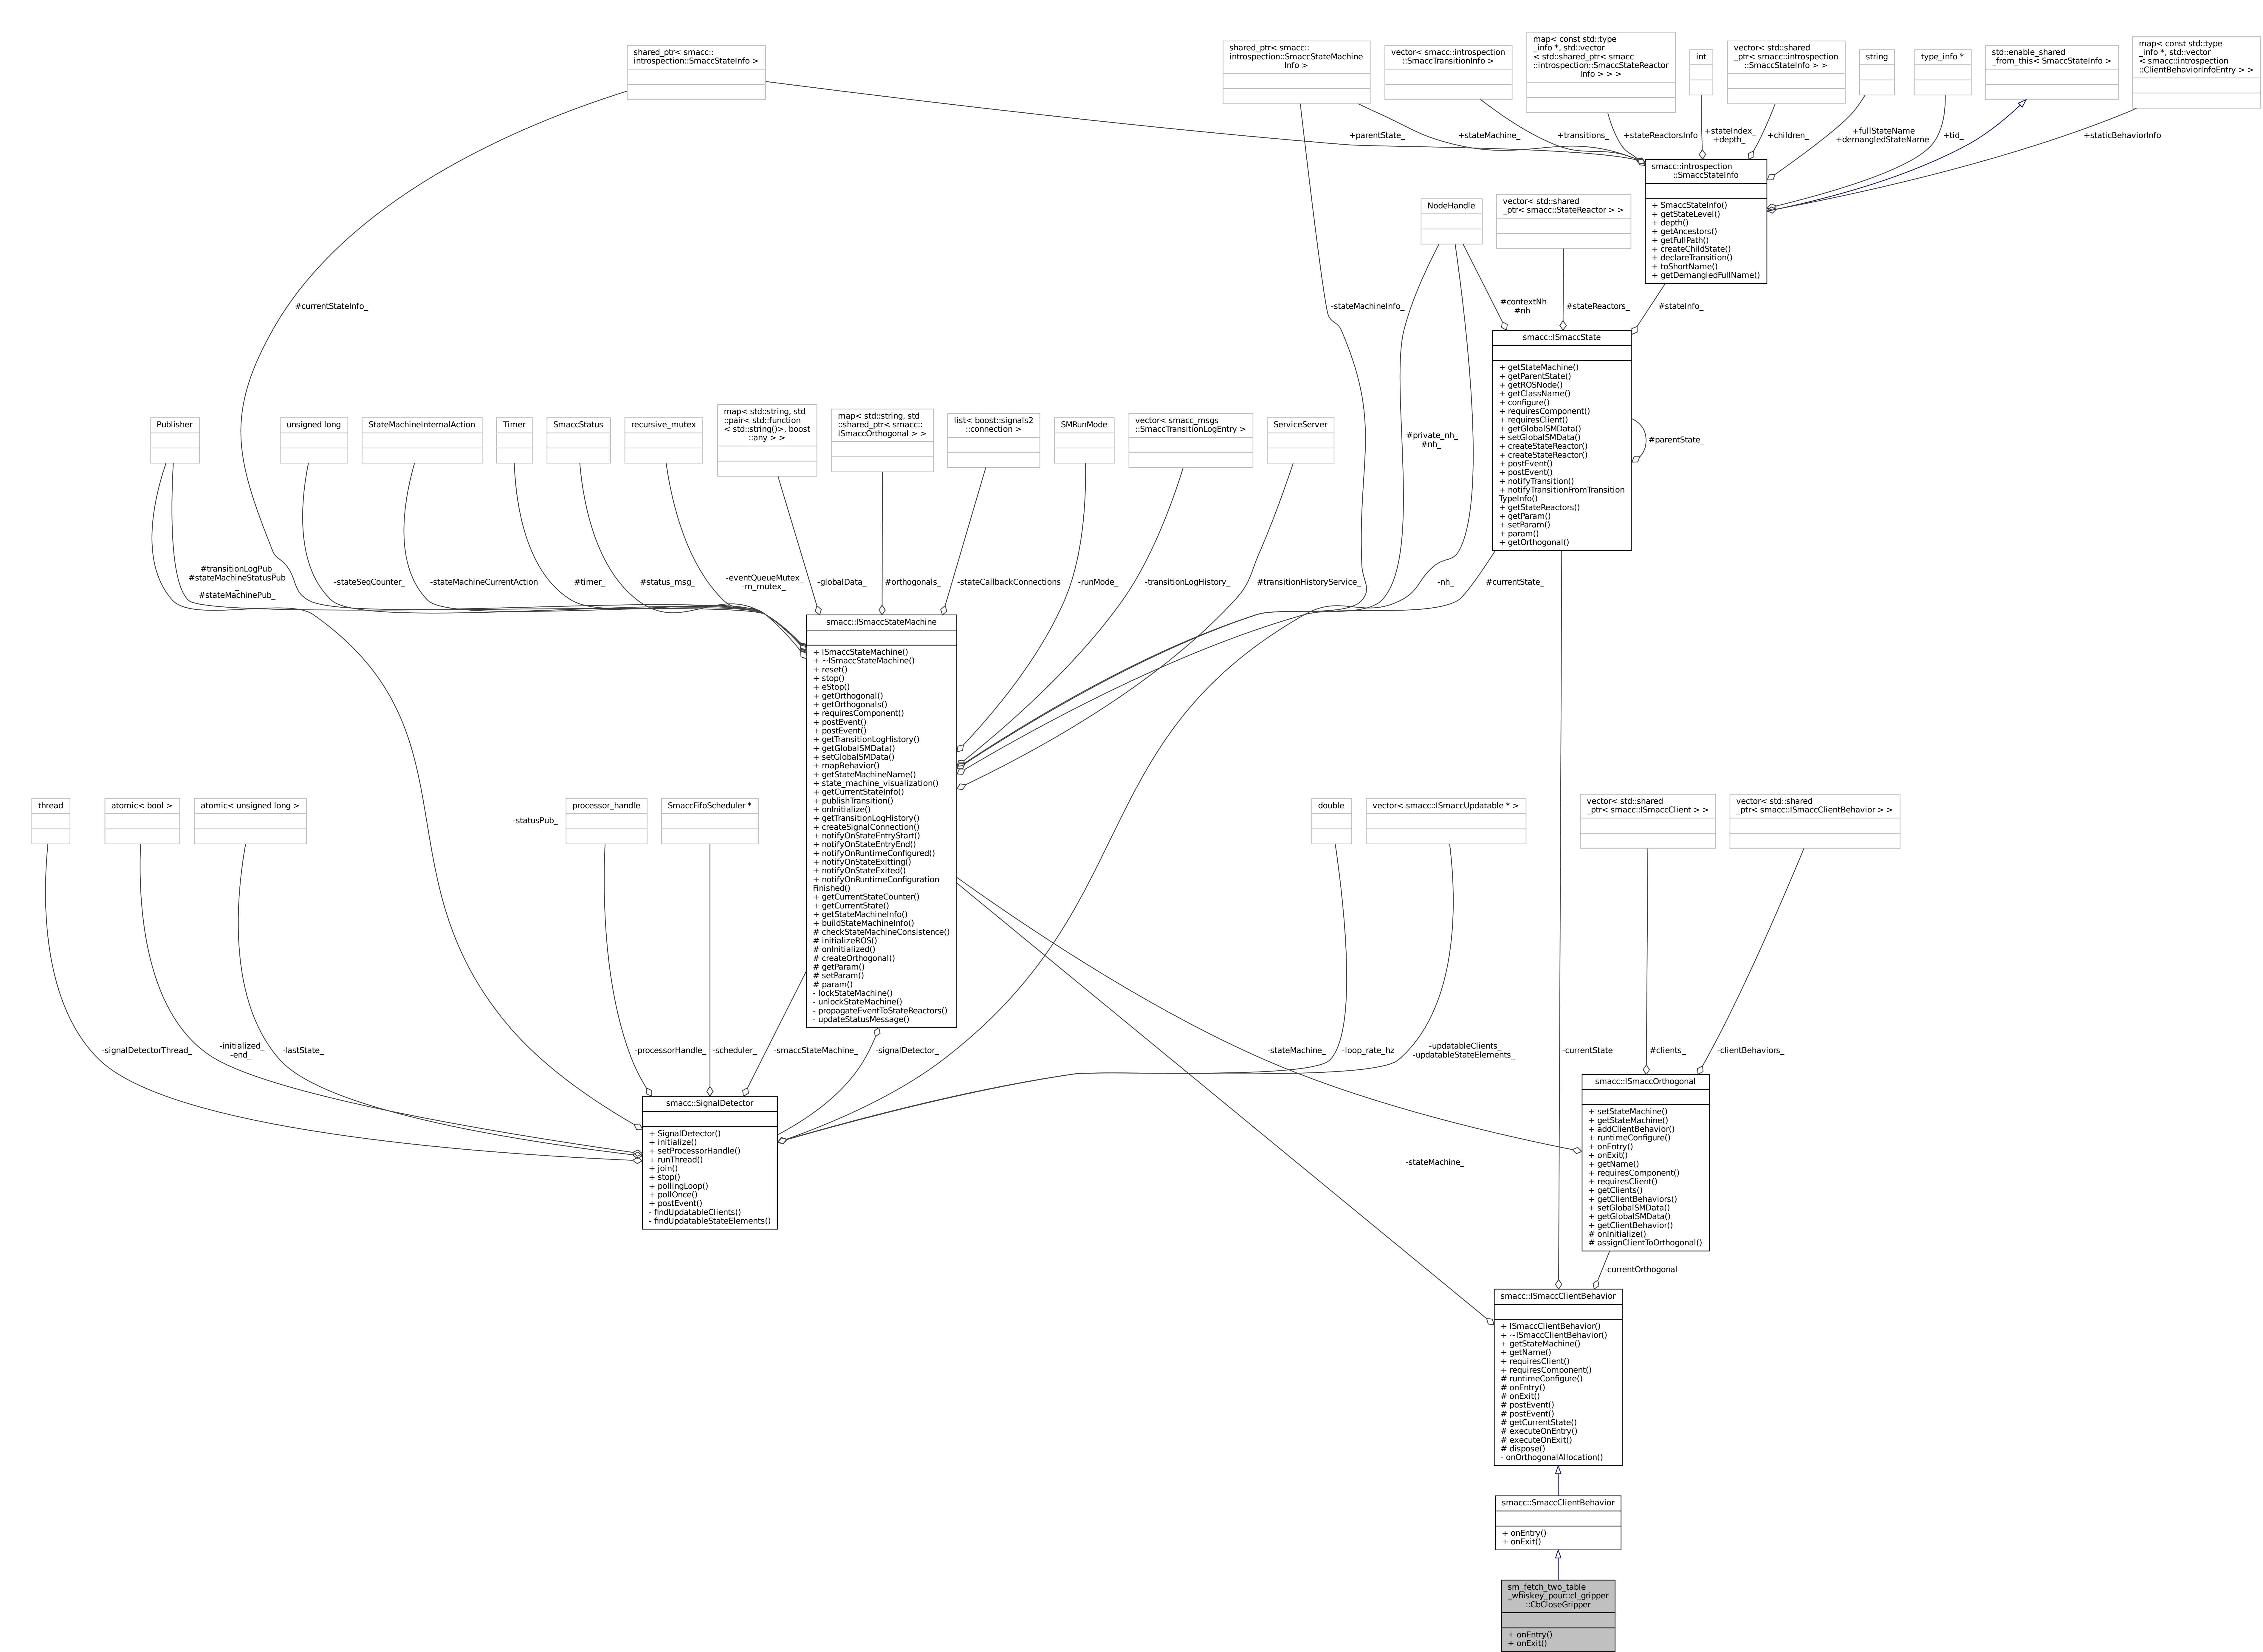 shared_ptr< smacc::
introspection::SmaccStateInfo >
shared_ptr< smacc::
introspection::SmaccStateMachine
Info >
vector< smacc::introspection
::SmaccTransitionInfo >
map< const std::type
_info *, std::vector
< std::shared_ptr< smacc
::introspection::SmaccStateReactor
Info > > >
int
vector< std::shared
_ptr< smacc::introspection
::SmaccStateInfo > >
string
type_info *
std::enable_shared
_from_this< SmaccStateInfo >
map< const std::type
_info *, std::vector
< smacc::introspection
::ClientBehaviorInfoEntry > >
+parentState_
+stateMachine_
+transitions_
+stateReactorsInfo
+stateIndex_
+depth_
+children_
+fullStateName
+demangledStateName
+tid_
+staticBehaviorInfo
smacc::introspection
::SmaccStateInfo
+ SmaccStateInfo()
+ getStateLevel()
+ depth()
+ getAncestors()
+ getFullPath()
+ createChildState()
+ declareTransition()
+ toShortName()
+ getDemangledFullName()
NodeHandle
vector< std::shared
_ptr< smacc::StateReactor > >
#currentStateInfo_
-stateMachineInfo_
#contextNh
#nh
#stateReactors_
#stateInfo_
smacc::ISmaccState
+ getStateMachine()
+ getParentState()
+ getROSNode()
+ getClassName()
+ configure()
+ requiresComponent()
+ requiresClient()
+ getGlobalSMData()
+ setGlobalSMData()
+ createStateReactor()
+ createStateReactor()
+ postEvent()
+ postEvent()
+ notifyTransition()
+ notifyTransitionFromTransition
TypeInfo()
+ getStateReactors()
+ getParam()
+ setParam()
+ param()
+ getOrthogonal()
#parentState_
Publisher
unsigned long
StateMachineInternalAction
Timer
SmaccStatus
recursive_mutex
map< std::string, std
::pair< std::function
< std::string()>, boost
::any > >
map< std::string, std
::shared_ptr< smacc::
ISmaccOrthogonal > >
list< boost::signals2
::connection >
SMRunMode
vector< smacc_msgs
::SmaccTransitionLogEntry >
ServiceServer
#private_nh_
#nh_
#transitionLogPub_
#stateMachineStatusPub
_
#stateMachinePub_
-stateSeqCounter_
-stateMachineCurrentAction
#timer_
#status_msg_
-eventQueueMutex_
-m_mutex_
-globalData_
#orthogonals_
-stateCallbackConnections
-runMode_
-transitionLogHistory_
#transitionHistoryService_
-nh_
#currentState_
smacc::ISmaccStateMachine
+ ISmaccStateMachine()
+ ~ISmaccStateMachine()
+ reset()
+ stop()
+ eStop()
+ getOrthogonal()
+ getOrthogonals()
+ requiresComponent()
+ postEvent()
+ postEvent()
+ getTransitionLogHistory()
+ getGlobalSMData()
+ setGlobalSMData()
+ mapBehavior()
+ getStateMachineName()
+ state_machine_visualization()
+ getCurrentStateInfo()
+ publishTransition()
+ onInitialize()
+ getTransitionLogHistory()
+ createSignalConnection()
+ notifyOnStateEntryStart()
+ notifyOnStateEntryEnd()
+ notifyOnRuntimeConfigured()
+ notifyOnStateExitting()
+ notifyOnStateExited()
+ notifyOnRuntimeConfiguration
Finished()
+ getCurrentStateCounter()
+ getCurrentState()
+ getStateMachineInfo()
+ buildStateMachineInfo()
# checkStateMachineConsistence()
# initializeROS()
# onInitialized()
# createOrthogonal()
# getParam()
# setParam()
# param()
- lockStateMachine()
- unlockStateMachine()
- propagateEventToStateReactors()
- updateStatusMessage()
thread
atomic< bool >
atomic< unsigned long >
-statusPub_
processor_handle
SmaccFifoScheduler *
double
vector< smacc::ISmaccUpdatable * >
vector< std::shared
_ptr< smacc::ISmaccClient > >
vector< std::shared
_ptr< smacc::ISmaccClientBehavior > >
-signalDetectorThread_
-initialized_
-end_
-lastState_
-processorHandle_
-scheduler_
-smaccStateMachine_
-signalDetector_
-stateMachine_
-loop_rate_hz
-updatableClients_
-updatableStateElements_
-currentState
#clients_
-clientBehaviors_
smacc::SignalDetector
+ SignalDetector()
+ initialize()
+ setProcessorHandle()
+ runThread()
+ join()
+ stop()
+ pollingLoop()
+ pollOnce()
+ postEvent()
- findUpdatableClients()
- findUpdatableStateElements()
smacc::ISmaccOrthogonal
+ setStateMachine()
+ getStateMachine()
+ addClientBehavior()
+ runtimeConfigure()
+ onEntry()
+ onExit()
+ getName()
+ requiresComponent()
+ requiresClient()
+ getClients()
+ getClientBehaviors()
+ setGlobalSMData()
+ getGlobalSMData()
+ getClientBehavior()
# onInitialize()
# assignClientToOrthogonal()
-stateMachine_
-currentOrthogonal
smacc::ISmaccClientBehavior
+ ISmaccClientBehavior()
+ ~ISmaccClientBehavior()
+ getStateMachine()
+ getName()
+ requiresClient()
+ requiresComponent()
# runtimeConfigure()
# onEntry()
# onExit()
# postEvent()
# postEvent()
# getCurrentState()
# executeOnEntry()
# executeOnExit()
# dispose()
- onOrthogonalAllocation()
smacc::SmaccClientBehavior
+ onEntry()
+ onExit()
sm_fetch_two_table
_whiskey_pour::cl_gripper
::CbCloseGripper
+ onEntry()
+ onExit()